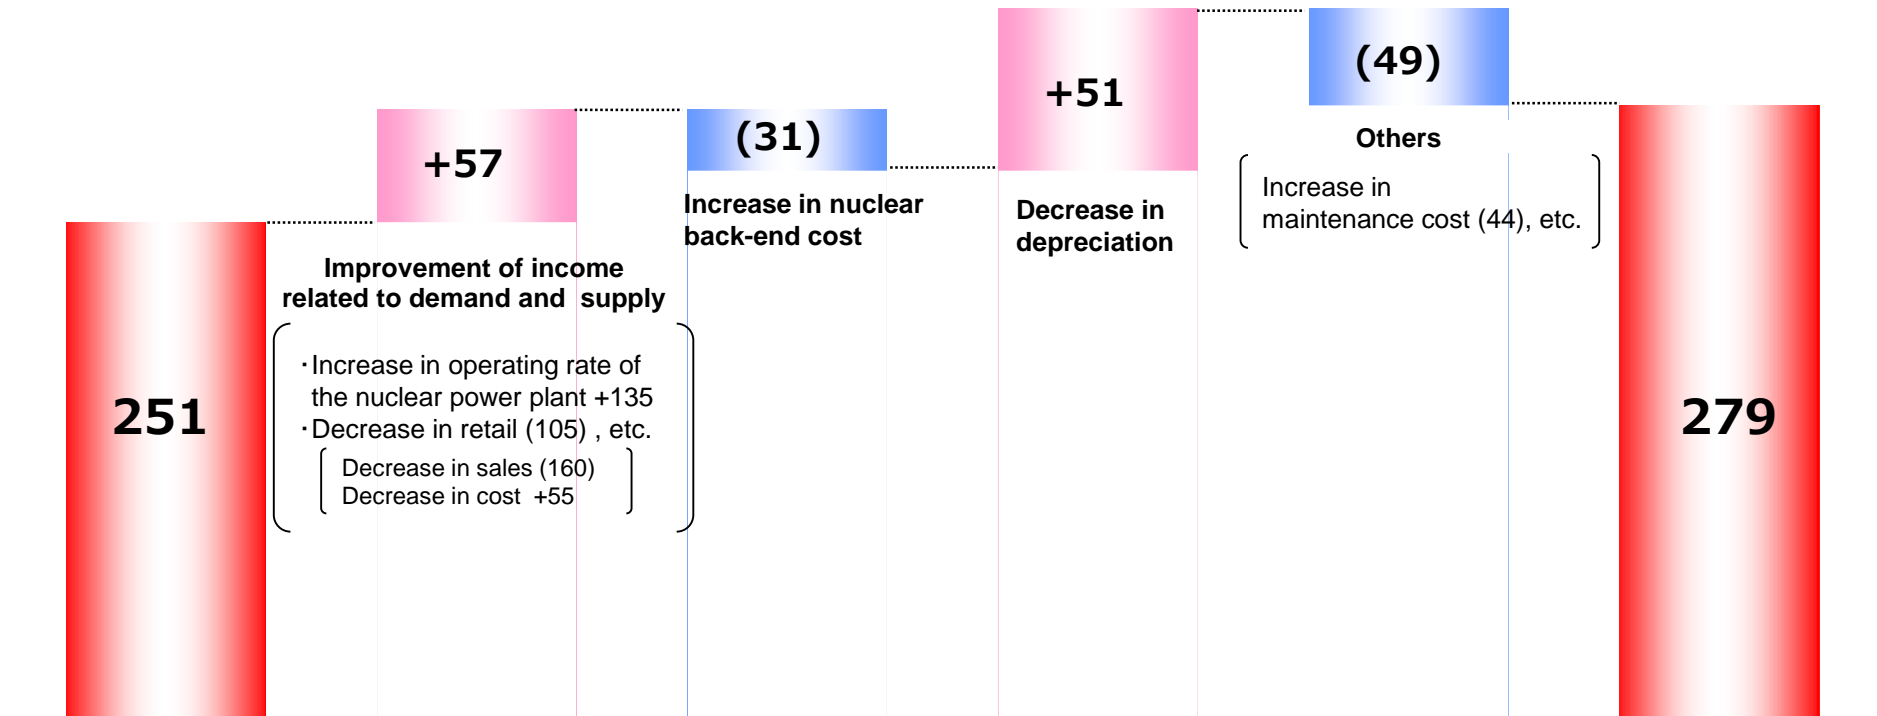 251
+57
Improvement of income
related to demand and supply
・Increase in operating rate of
the nuclear power plant +135
・Decrease in retail (105) , etc.
Decrease in sales (160)
Decrease in cost +55
(31)
Increase in nuclear
back-end cost
+51
Decrease in
depreciation
(49)
Others
Increase in
maintenance cost (44), etc.
279